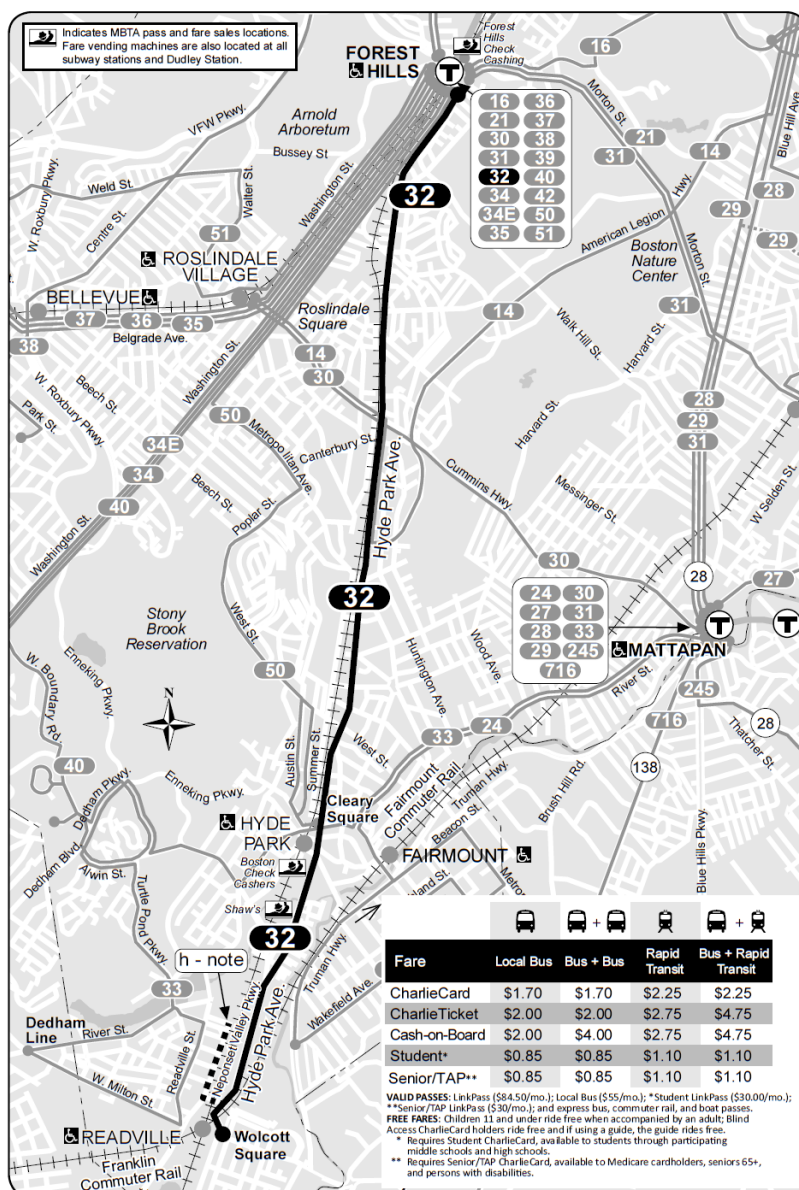 Indicates MBTA pass and fare sales locations.
Fare vending machines are also located at all
subway stations and Dudley Station.
FOREST
HILLS
T
Forest
Hills
Check
Cashing
16
16 36
21 37
30 38
31 39
32 40
34 42
34E 50
35 51
Morton St.
21
31
14
Blue Hill Ave.
28
29
29
Hwy.
American Legion
Boston
Nature
Center
Morton St.
31
VFW Pkwy.
Arnold
Arboretum
Bussey St
Washington St.
32
Weld St.
Walter St.
W. Roxbury Pkwy.
Centre St.
51
ROSLINDALE
VILLAGE
BELLEVUE
37 36 35
Belgrade Ave.
38
Roslindale
Square
14
30
14
Walk Hill St.
Harvard St.
Harvard St.
28
29
31
Washington St.
Beech St.
W. Roxbury Pkwy.
Park St.
50
Metropolitan Ave.
Canterbury St.
34E
34
40
Beech St.
Poplar St.
Hyde Park Ave.
Cummins Hwy.
Messinger St.
W Selden St.
30
Washington St.
32
28
27
24 30
27 31
28 33
29 245
716
T
T
MATTAPAN
Stony
Brook
Reservation
West St.
50
Huntington Ave.
Wood Ave.
River St.
245
716
Thatcher St.
28
138
W. Boundary Rd.
Enneking Pkwy.
N
West St.
33
24
Austin St.
Summer St.
40
Dedham Pkwy.
Enneking Pkwy.
Cleary
Square
Fairmount
Commuter Rail
Truman Hwy.
Beacon St.
Brush Hill Rd.
Blue Hills Pkwy.
HYDE
PARK
Boston
Check
Cashers
Shaw's
FAIRMOUNT
land St.
Metro
Dedham Blvd.
Alwin St.
Turtle Pond Pkwy.
32
h - note
Truman Hwy.
Wakefield Ave.
33
Dedham
Line
River St.
Readville St.
W. Milton St.
Neponset Valley Pkwy.
Hyde Park Ave.
READVILLE
Wolcott
Square
Franklin
Commuter Rail
+ +
Fare Local Bus Bus + Bus Rapid Transit Bus + Rapid Transit
CharlieCard $1.70 $1.70 $2.25 $2.25
CharlieTicket $2.00 $2.00 $2.75 $4.75
Cash-on-Board $2.00 $4.00 $2.75 $4.75
Student* $0.85 $0.85 $1.10 $1.10
Senior/TAP** $0.85 $0.85 $1.10 $1.10
VALID PASSES: LinkPass ($84.50/mo.); Local Bus ($55/mo.); *Student LinkPass ($30.00/mo.);
**Senior/TAP LinkPass ($30/mo.); and express bus, commuter rail, and boat passes.
FREE FARES: Children 11 and under ride free when accompanied by an adult; Blind
Access CharlieCard holders ride free and if using a guide, the guide rides free.
* Requires Student CharlieCard, available to students through participating
middle schools and high schools.
** Requires Senior/TAP CharlieCard, available to Medicare cardholders, seniors 65+,
and persons with disabilities.